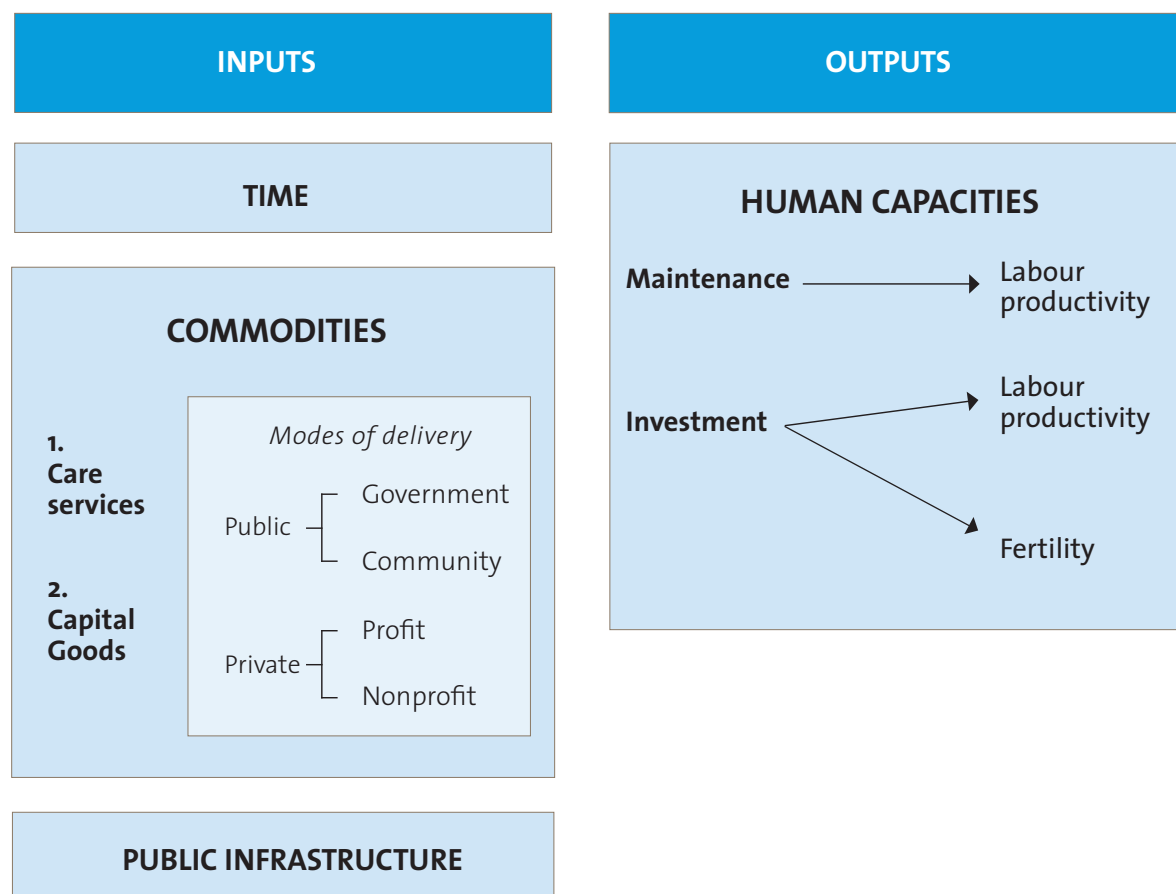 INPUTS
TIME
COMMODITIES
1.
Care
services
2.
Capital
Goods
Modes of delivery
Public
Government
Community
Private
Profit
Nonprofit
PUBLIC INFRASTRUCTURE
OUTPUTS
HUMAN CAPACITIES
Maintenance
Labour
productivity
Investment
Labour
productivity
Fertility